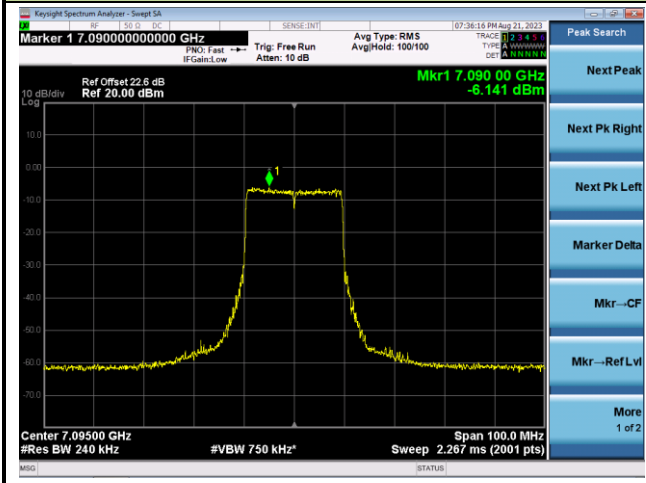 Keysight Spectrum Analyzer - Swept SA
RF 50 Ω DC SENSE:INT 07:36:16 PM Aug 21, 2023
Marker 1 7.090000000000 GHz
PNO: Fast Trig: Free Run
IFGain:Low Atten: 10 dB
Avg Type: RMS
Avg|Hold: 100/100
TRACE 1 2 3 4 5 6
TYPE A WWWWW
DET A N N N N N
Peak Search
Ref Offset 22.6 dB
10 dB/div Ref 20.00 dBm
Log
Mkr1 7.090 00 GHz
-6.141 dBm
10.0
0.00
-10.0
-20.0
-30.0
-40.0
-50.0
-60.0
-70.0
1
Next Peak
Next Pk Right
Next Pk Left
Marker Delta
Mkr→CF
Mkr→Ref Lvl
More
1 of 2
Center 7.09500 GHz Span 100.0 MHz
#Res BW 240 kHz #VBW 750 kHz* Sweep 2.267 ms (2001 pts)
MSG STATUS